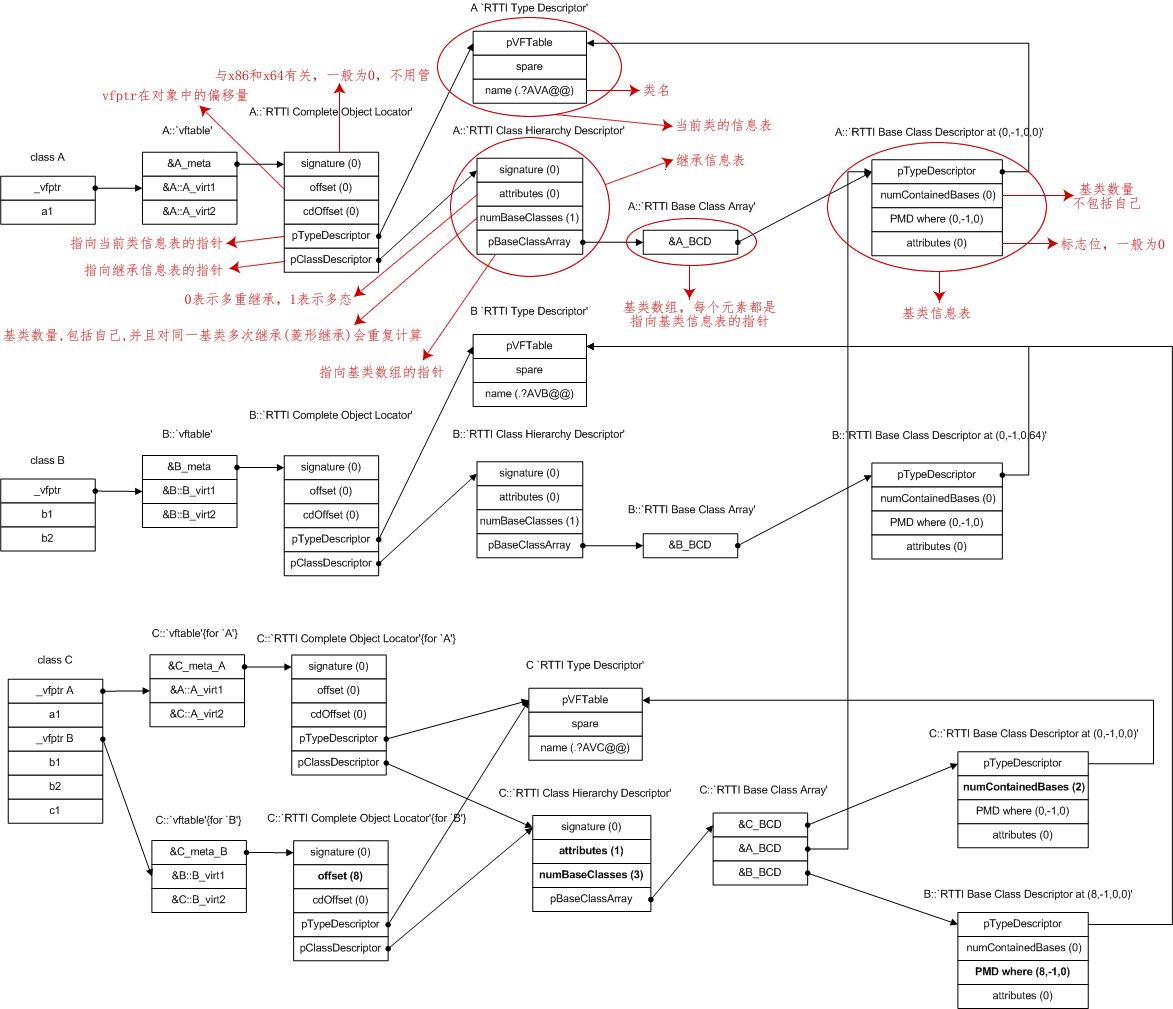 A `RTTI Type Descriptor'
pVFTable
spare
name (.?AVA@@)
类名
当前类的信息表
与x86和x64有关，一般为0，不用管
vfptr在对象中的偏移量
A::`RTTI Complete Object Locator'
A::`vftable'
class A
_vfptr
a1
&A_meta
&A::A_virt1
&A::A_virt2
signature (0)
offset (0)
cdOffset (0)
pTypeDescriptor
pClassDescriptor
指向当前类信息表的指针
指向继承信息表的指针
A::`RTTI Class Hierarchy Descriptor'
signature (0)
attributes (0)
numBaseClasses (1)
pBaseClassArray
继承信息表
0表示多重继承，1表示多态
基类数量,包括自己,并且对同一基类多次继承(菱形继承)会重复计算
指向基类数组的指针
A::`RTTI Base Class Array'
&A_BCD
基类数组，每个元素都是
指向基类信息表的指针
A::`RTTI Base Class Descriptor at (0,-1,0,0)'
pTypeDescriptor
numContainedBases (0)
PMD where (0,-1,0)
attributes (0)
基类数量
不包括自己
标志位，一般为0
基类信息表
B `RTTI Type Descriptor'
pVFTable
spare
name (.?AVB@@)
B::`RTTI Complete Object Locator'
B::`vftable'
class B
_vfptr
b1
b2
&B_meta
&B::B_virt1
&B::B_virt2
signature (0)
offset (0)
cdOffset (0)
pTypeDescriptor
pClassDescriptor
B::`RTTI Class Hierarchy Descriptor'
signature (0)
attributes (0)
numBaseClasses (1)
pBaseClassArray
B::`RTTI Base Class Array'
&B_BCD
B::`RTTI Base Class Descriptor at (0,-1,0,64)'
pTypeDescriptor
numContainedBases (0)
PMD where (0,-1,0)
attributes (0)
C::`vftable'{for `A'}
C::`RTTI Complete Object Locator'{for `A'}
class C
_vfptr A
a1
_vfptr B
b1
b2
c1
&C_meta_A
&A::A_virt1
&C::A_virt2
signature (0)
offset (0)
cdOffset (0)
pTypeDescriptor
pClassDescriptor
C `RTTI Type Descriptor'
pVFTable
spare
name (.?AVC@@)
C::`vftable'{for `B'}
C::`RTTI Complete Object Locator'{for `B'}
&C_meta_B
&B::B_virt1
&C::B_virt2
signature (0)
offset (8)
cdOffset (0)
pTypeDescriptor
pClassDescriptor
C::`RTTI Class Hierarchy Descriptor'
signature (0)
attributes (1)
numBaseClasses (3)
pBaseClassArray
C::`RTTI Base Class Array'
&C_BCD
&A_BCD
&B_BCD
C::`RTTI Base Class Descriptor at (0,-1,0,0)'
pTypeDescriptor
numContainedBases (2)
PMD where (0,-1,0)
attributes (0)
B::`RTTI Base Class Descriptor at (8,-1,0,0)'
pTypeDescriptor
numContainedBases (0)
PMD where (8,-1,0)
attributes (0)